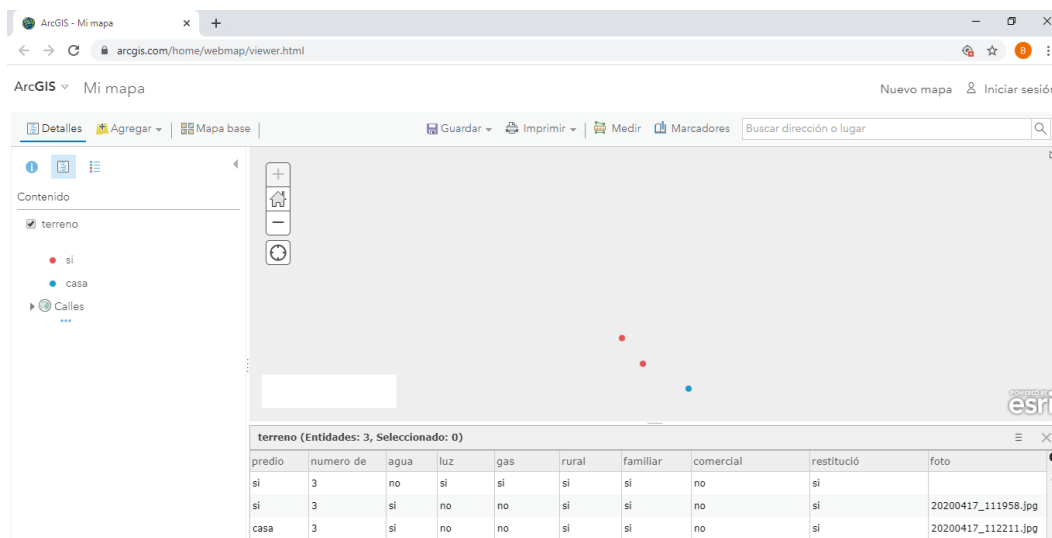 ArcGIS - Mi mapa
arcgis.com/home/webmap/viewer.html
B
ArcGIS Mi mapa
Nuevo mapa Iniciar sesión
Detalles Agregar Mapa base Guardar Imprimir Medir Marcadores Buscar dirección o lugar
Contenido
terreno
si
casa
Calles
POWERED BY
esri
terreno (Entidades: 3, Seleccionado: 0)
predio numero de agua luz gas rural familiar comercial restitució foto
si 3 no si si si si no si
si 3 si no no si si no si 20200417_111958.jpg
casa 3 si no no si si no si 20200417_112211.jpg